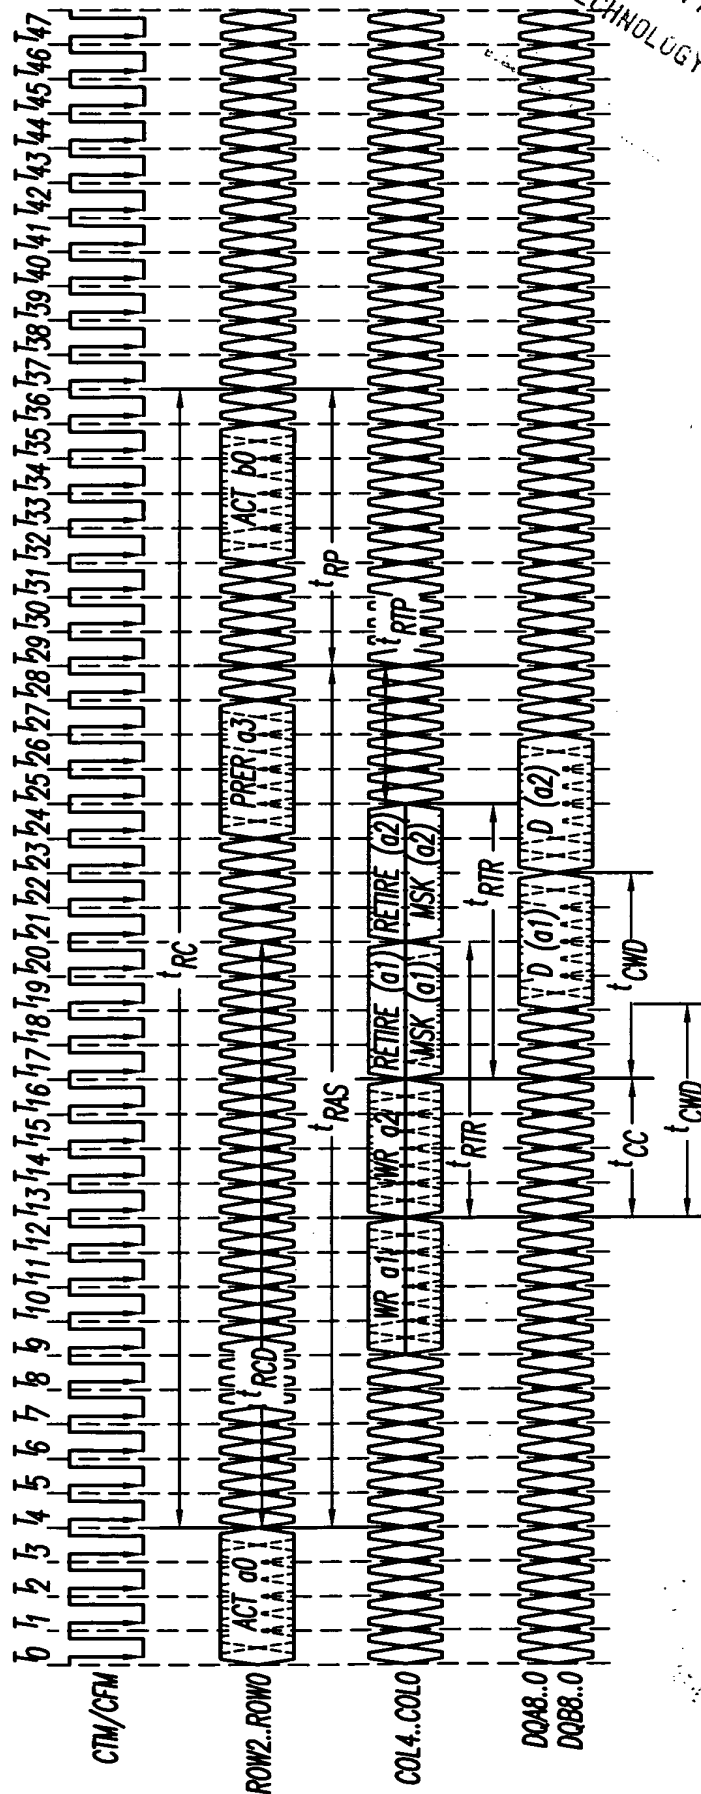 T0 T1 T2 T3 T4 T5 T6 T7 T8 T9 T10 T11 T12 T13 T14 T15 T16 T17 T18 T19 T20 T21 T22 T23 T24 T25 T26 T27 T28 T29 T30 T31 T32 T33 T34 T35 T36 T37 T38 T39 T40 T41 T42 T43 T44 T45 T46 T47
CTM/CFM
tRC
ROW2..ROW0
ACT a0
PRER a3
ACT b0
tRCD
tRAS
tRP
COL4..COL0
WR a1
WR a2
RETIRE (a1)
MSK (a1)
RETIRE (a2)
MSK (a2)
tRTP
tRTR
tRTR
DQA8..0
DQB8..0
D (a1)
D (a2)
tCC
tCWD
tCWD
TECHNOLOGY